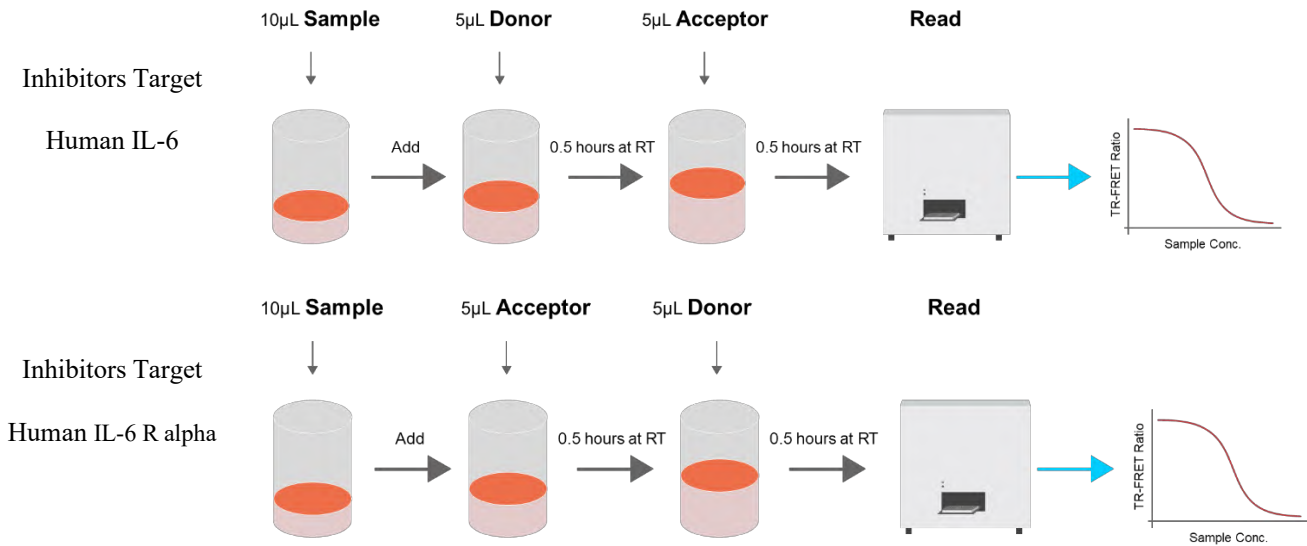 10µL Sample
5µL Donor
5µL Acceptor
Read
Inhibitors Target
Human IL-6
Add
0.5 hours at RT
0.5 hours at RT
TR-FRET Ratio
Sample Conc.
10µL Sample
5µL Acceptor
5µL Donor
Read
Inhibitors Target
Human IL-6 R alpha
Add
0.5 hours at RT
0.5 hours at RT
TR-FRET Ratio
Sample Conc.